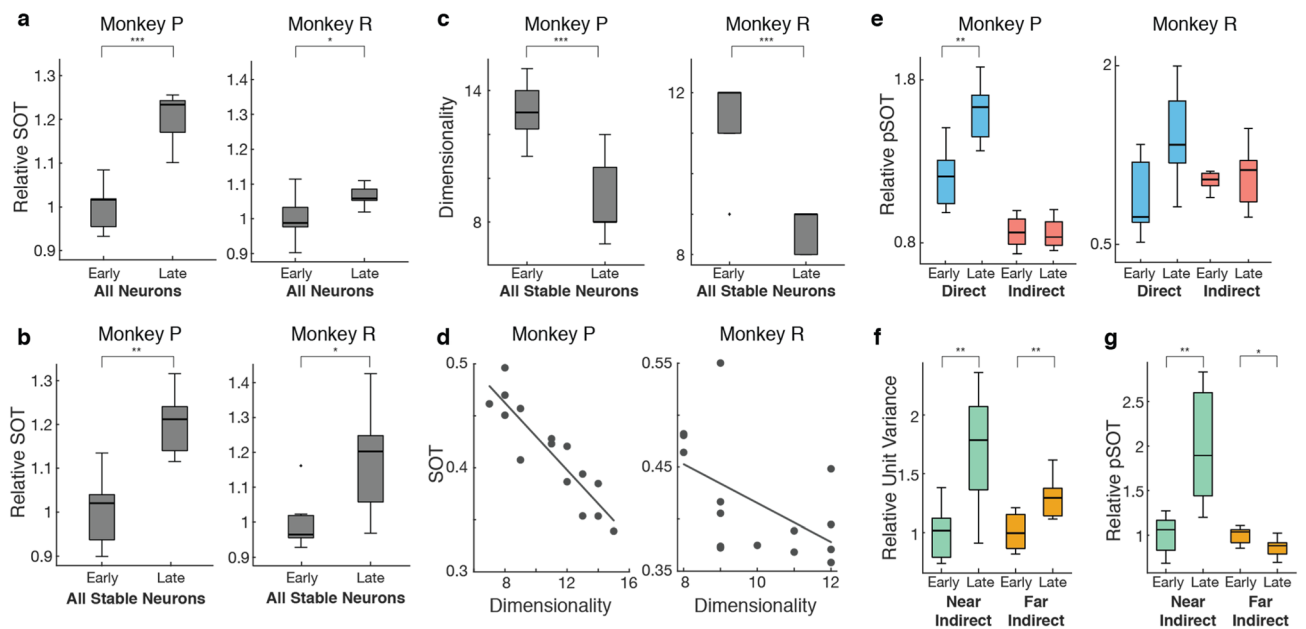 a
Monkey P
Monkey R
***
*
Relative SOT
1.3
1.2
1.1
1
0.9
1.4
1.3
1.2
1.1
1
0.9
Early
Late
All Neurons
Early
Late
All Neurons
b
Monkey P
Monkey R
**
*
Relative SOT
1.3
1.2
1.1
1
0.9
1.4
1.3
1.2
1.1
1
0.9
Early
Late
All Stable Neurons
Early
Late
All Stable Neurons
c
Monkey P
Monkey R
***
***
Dimensionality
14
8
12
8
Early
Late
All Stable Neurons
Early
Late
All Stable Neurons
d
Monkey P
Monkey R
SOT
0.5
0.4
0.3
8
12
16
Dimensionality
0.55
0.45
0.35
8
10
12
Dimensionality
e
Monkey P
Monkey R
**
Relative pSOT
1.8
0.8
2
0.5
Early Late Early Late
Direct Indirect
Early Late Early Late
Direct Indirect
f
**
**
Relative Unit Variance
2
1.5
1
Early Late Early Late
Near Far
Indirect Indirect
g
**
*
Relative pSOT
2.5
2
1.5
1
Early Late Early Late
Near Far
Indirect Indirect